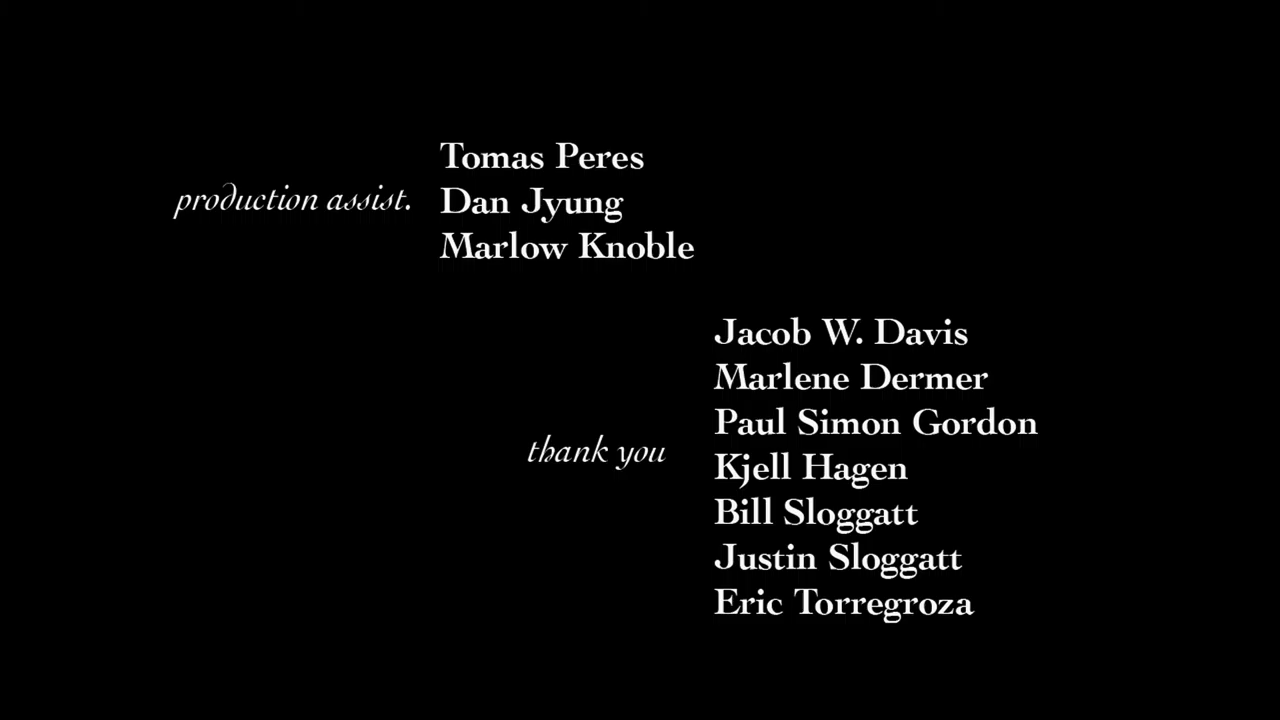 Tomas Peres
production assist. Dan Jyung
Marlow Knoble
Jacob W. Davis
Marlene Dermer
Paul Simon Gordon
thank you
Kjell Hagen
Bill Sloggatt
Justin Sloggatt
Eric Torregroza